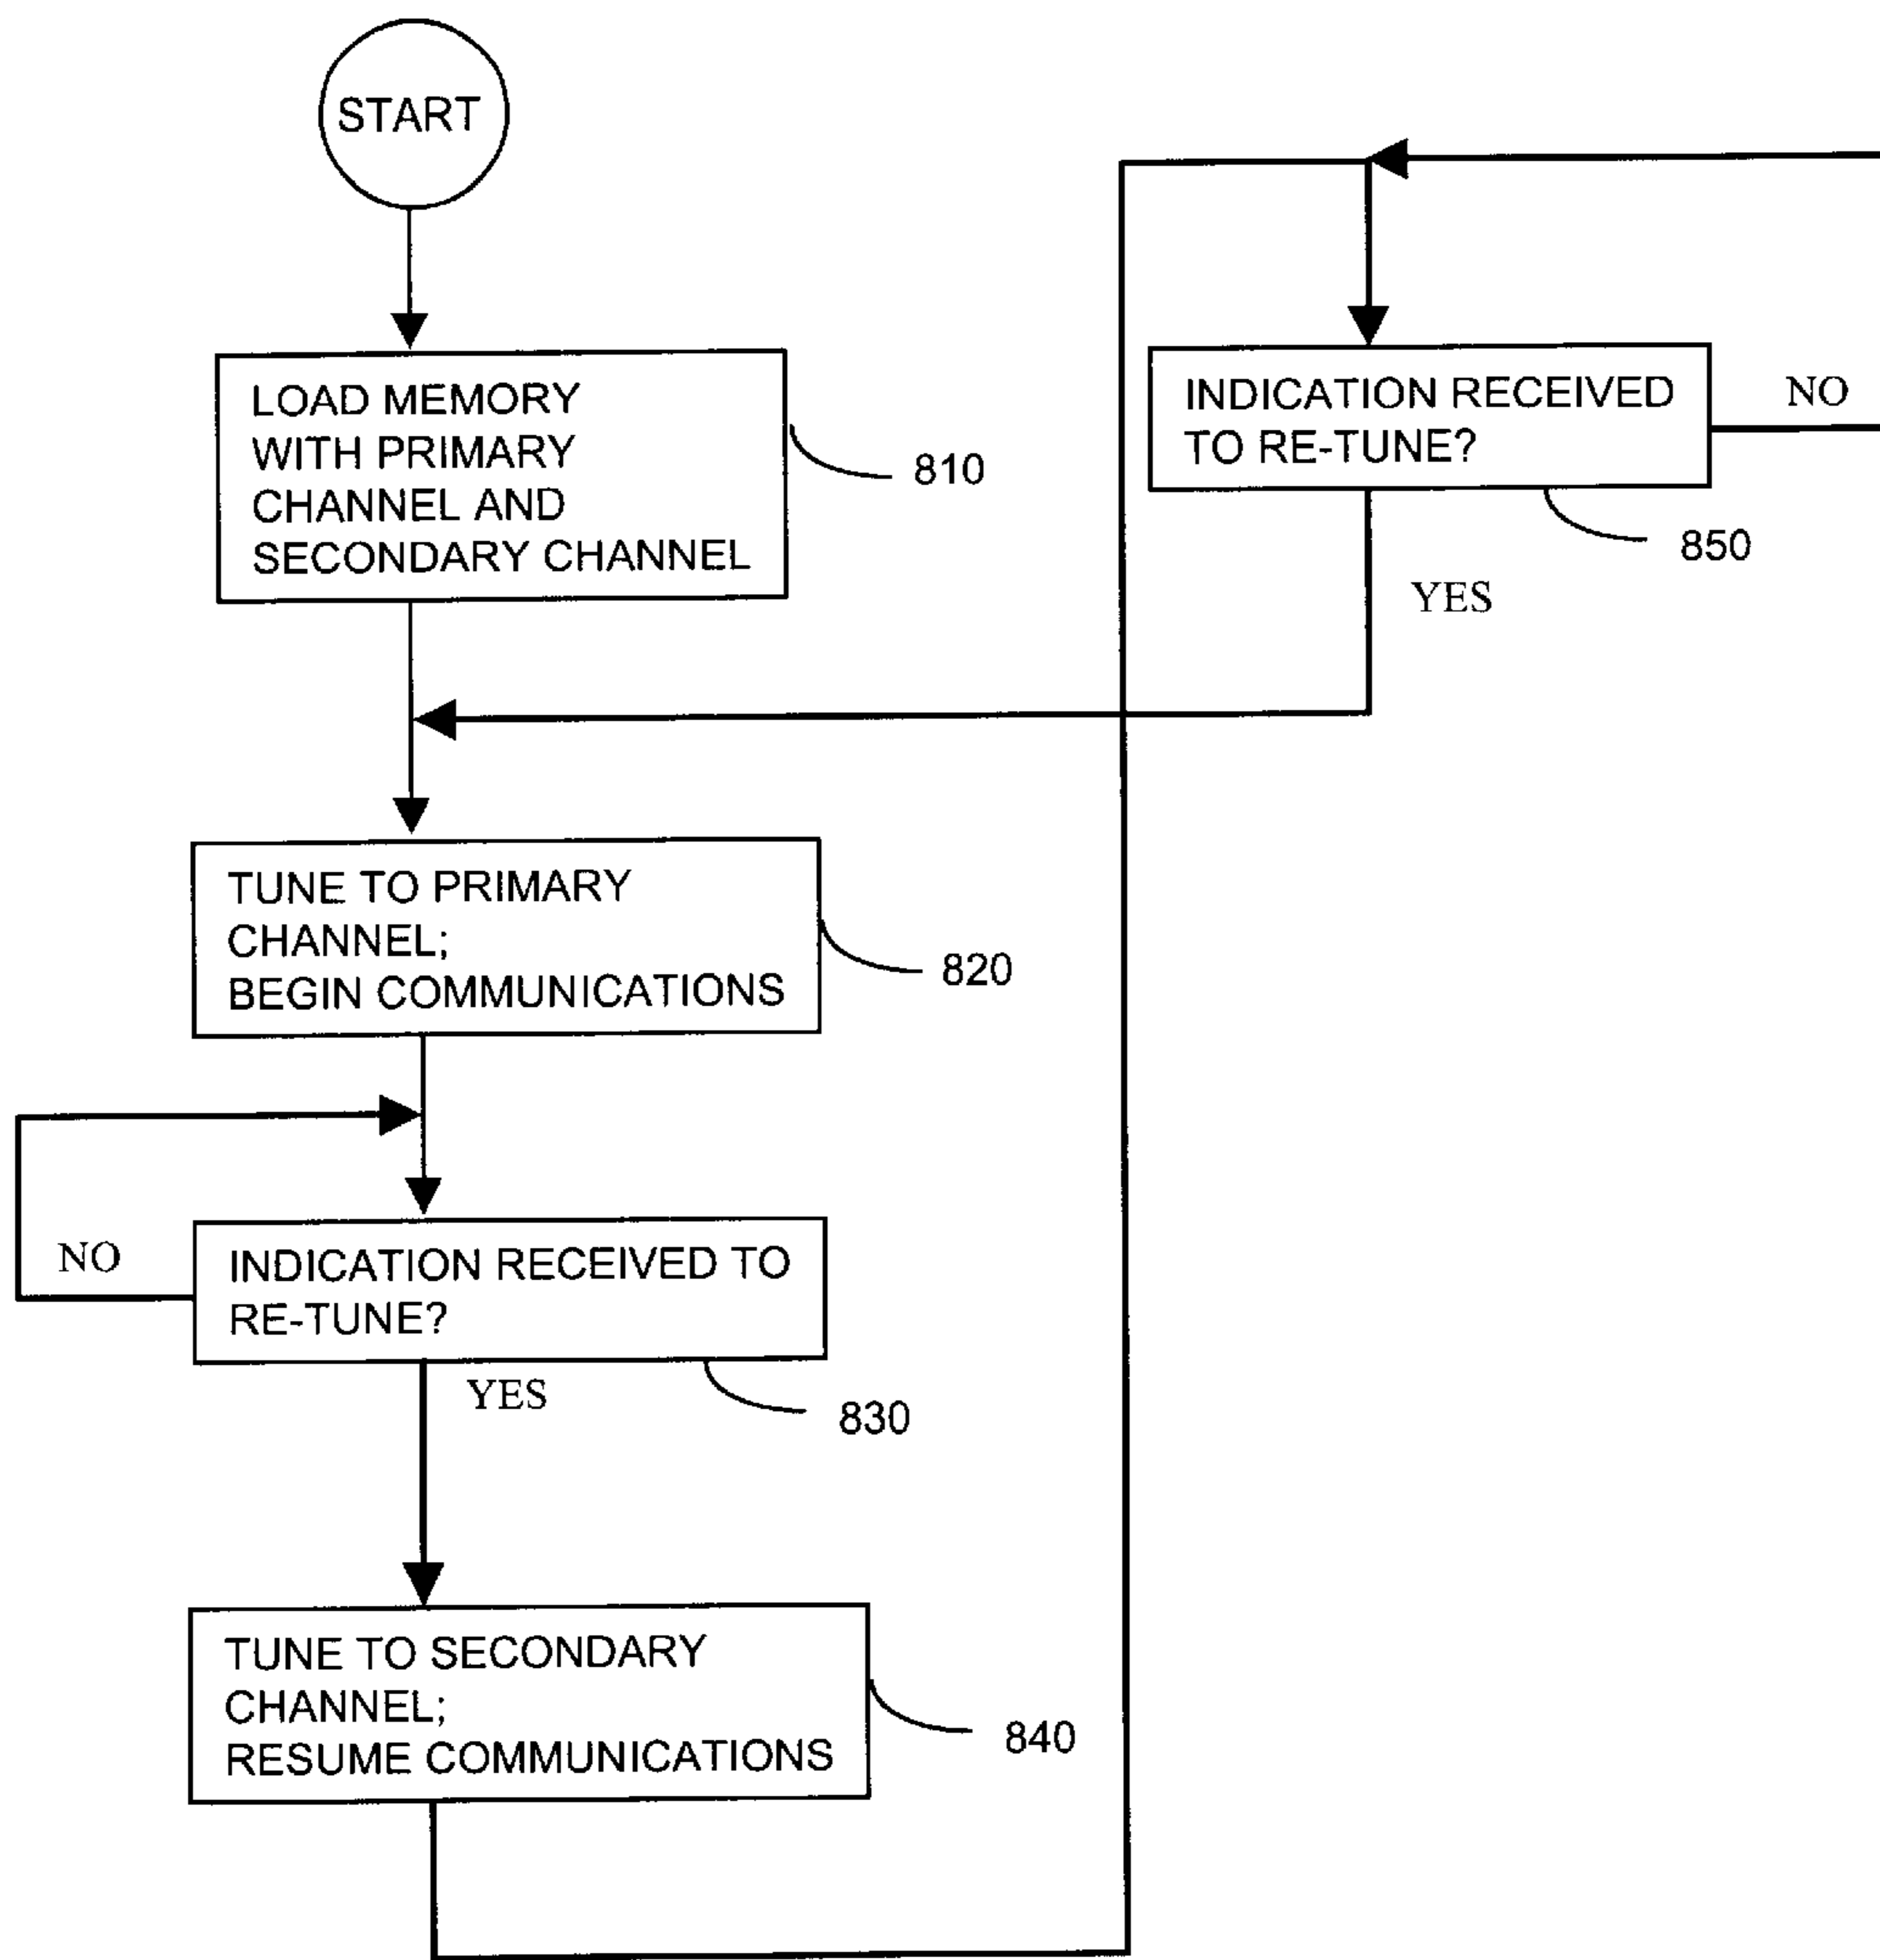 START
LOAD MEMORY
WITH PRIMARY
CHANNEL AND
SECONDARY CHANNEL
810
TUNE TO PRIMARY
CHANNEL;
BEGIN COMMUNICATIONS
820
NO
INDICATION RECEIVED TO
RE-TUNE?
YES
830
TUNE TO SECONDARY
CHANNEL;
RESUME COMMUNICATIONS
840
INDICATION RECEIVED
TO RE-TUNE?
NO
850
YES